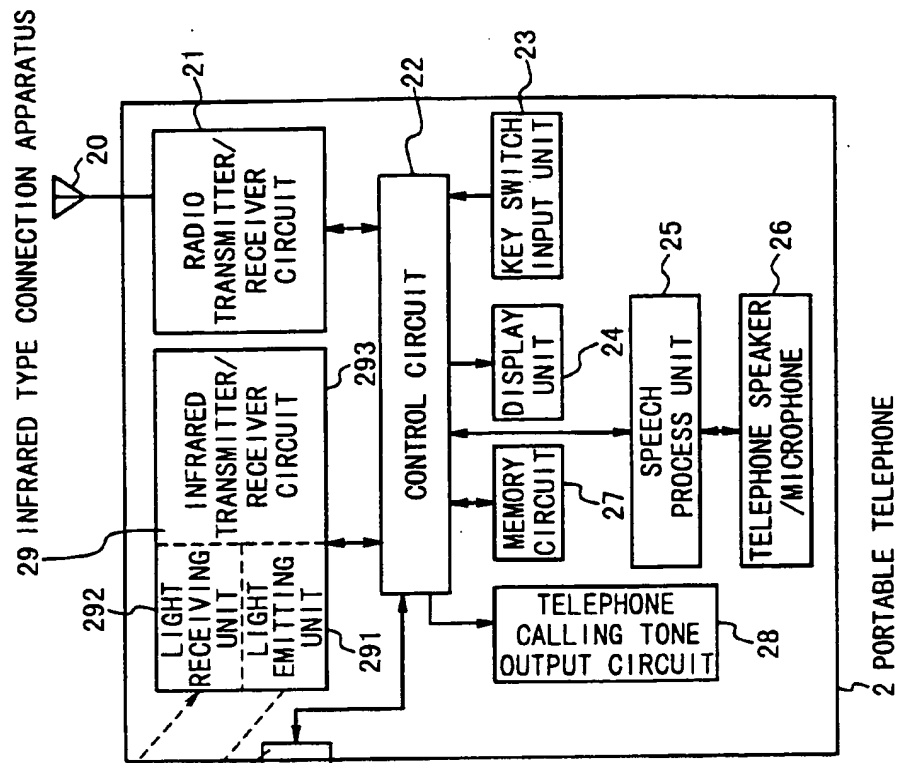 29 INFRARED TYPE CONNECTION APPARATUS
20
21
RADIO
TRANSMITTER/
RECEIVER
CIRCUIT
292
LIGHT
RECEIVING
UNIT
LIGHT
EMITTING
UNIT
291
INFRARED
TRANSMITTER/
RECEIVER
CIRCUIT
293
22
CONTROL CIRCUIT
23
KEY SWITCH
INPUT UNIT
DISPLAY
UNIT
24
MEMORY
CIRCUIT
27
25
SPEECH
PROCESS UNIT
26
TELEPHONE SPEAKER
/MICROPHONE
TELEPHONE
CALLING TONE
OUTPUT CIRCUIT
28
2 PORTABLE TELEPHONE